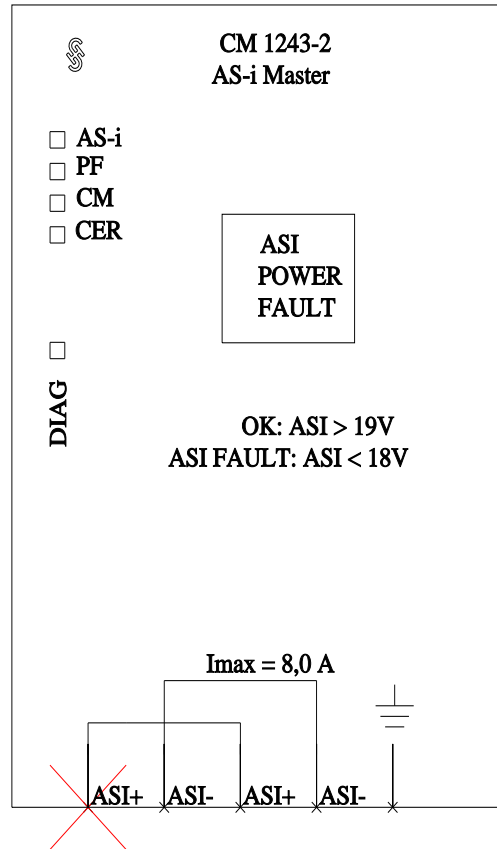 CM 1243-2
AS-i Master
AS-i
PF
CM
CER
ASI
POWER
FAULT
DIAG
OK: ASI > 19V
ASI FAULT: ASI < 18V
Imax = 8,0 A
ASI+ ASI- ASI+ ASI-